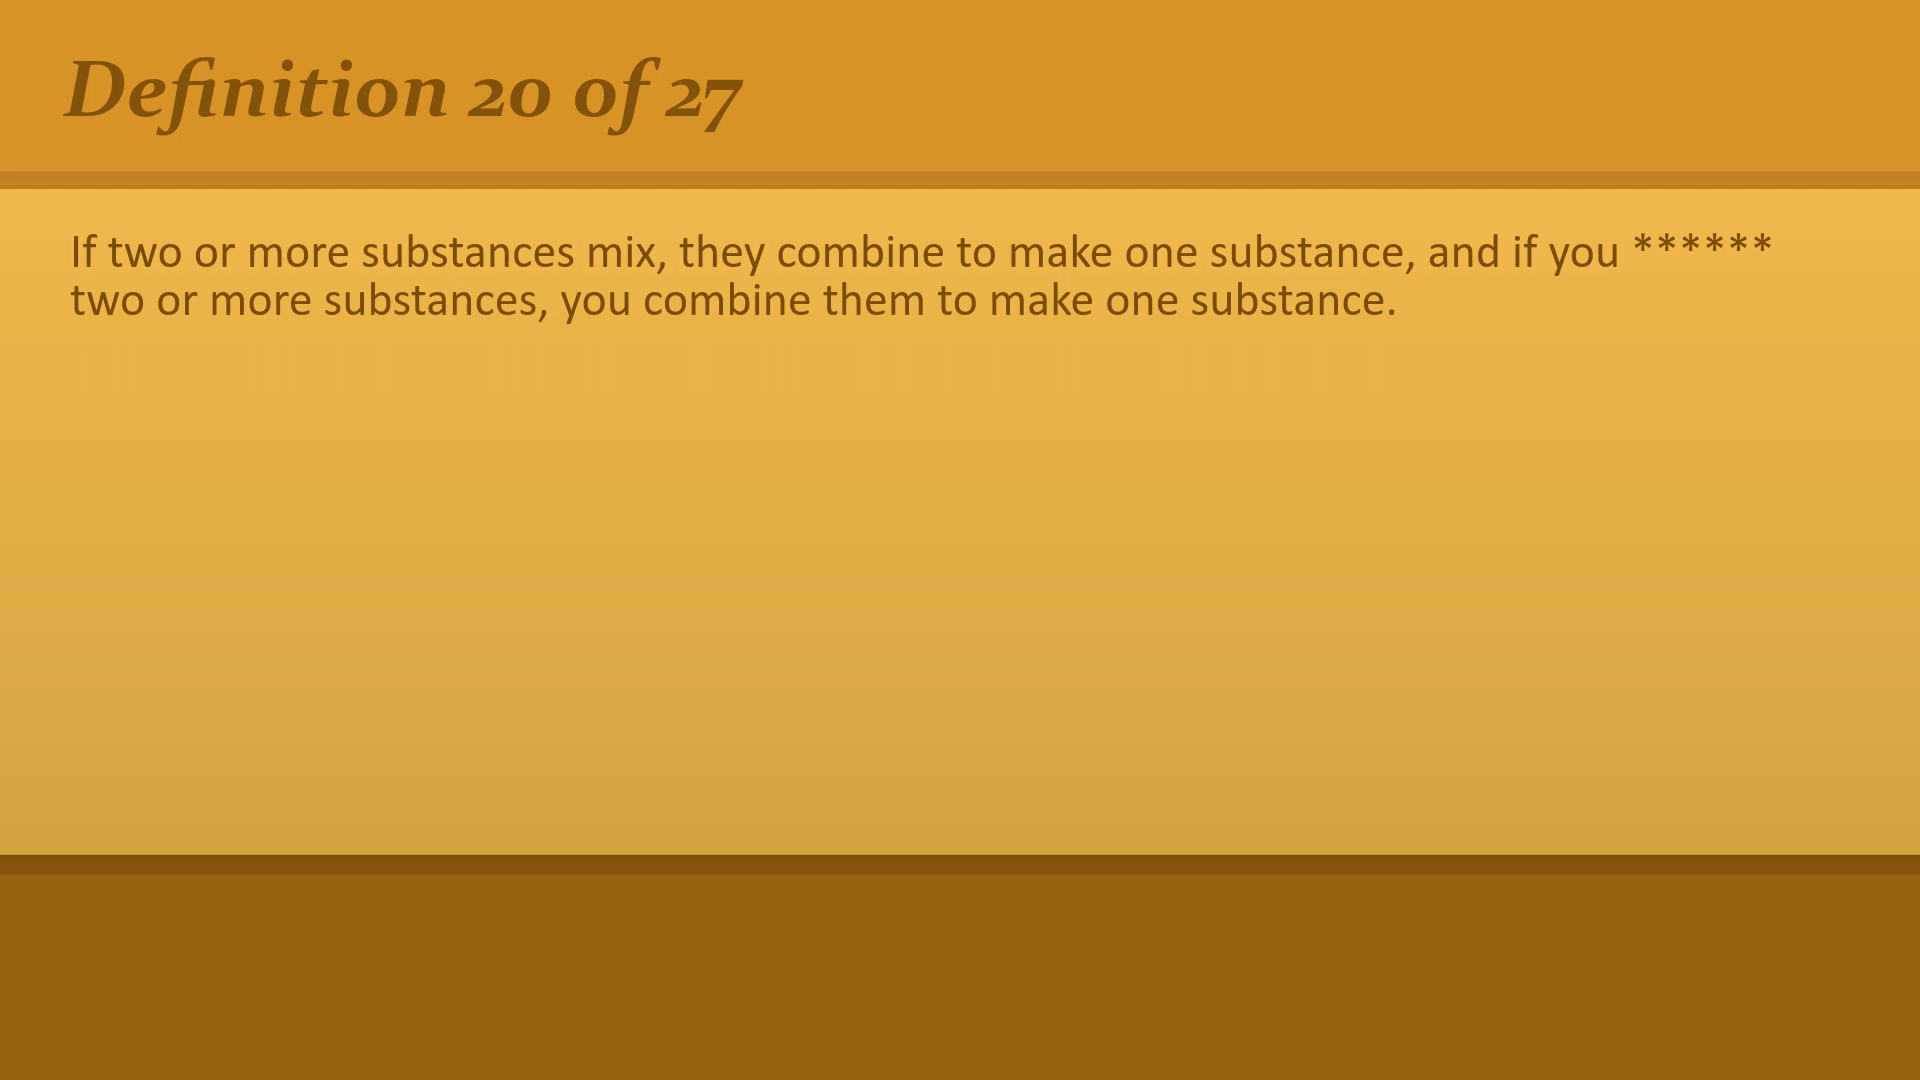 Definition 20 of 27
If two or more substances mix, they combine to make one substance, and if you ******
two or more substances, you combine them to make one substance.